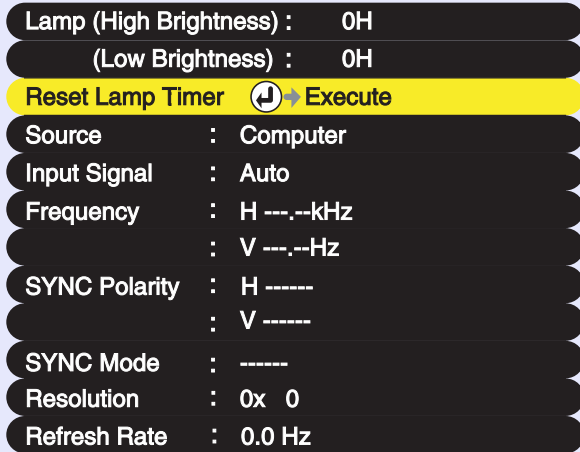 Lamp (High Brightness) : 0H
(Low Brightness) : 0H
Reset Lamp Timer Execute
Source : Computer
Input Signal : Auto
Frequency : H ---.--kHz
: V ---.--Hz
SYNC Polarity : H ------
: V ------
SYNC Mode : ------
Resolution : 0x 0
Refresh Rate : 0.0 Hz